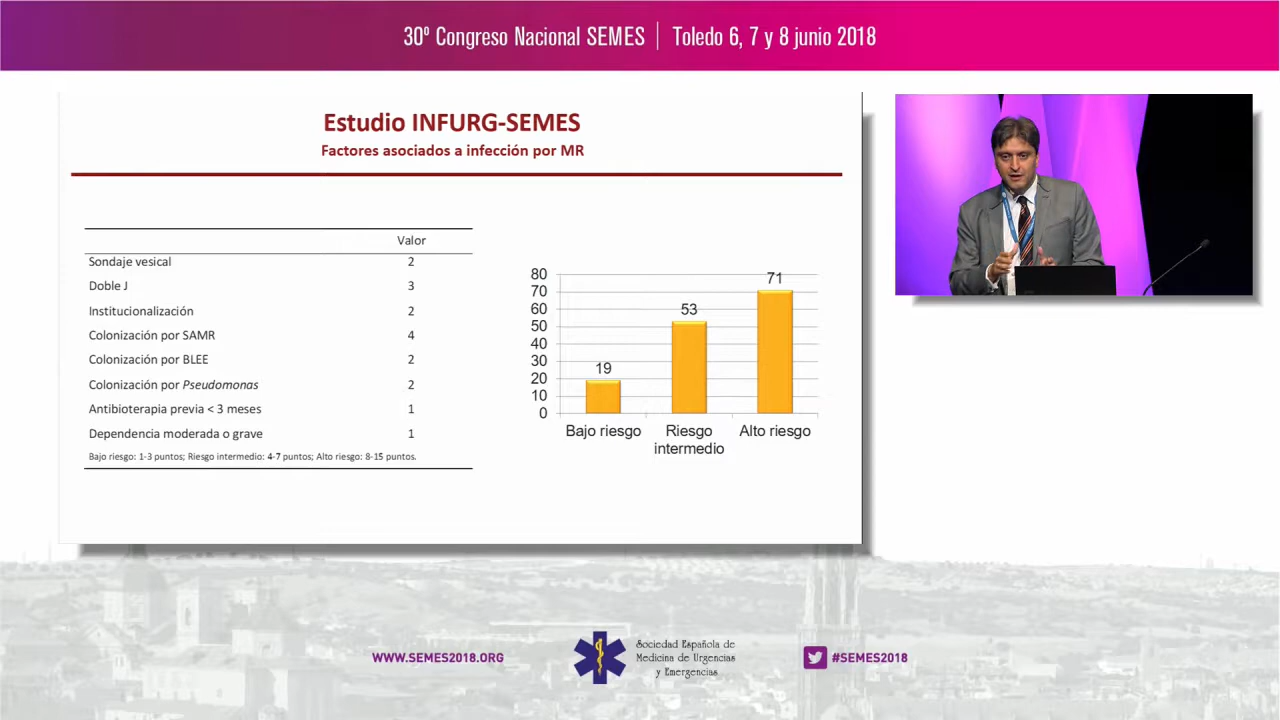 30º Congreso Nacional SEMES | Toledo 6, 7 y 8 junio 2018
Estudio INFURG-SEMES
Factores asociados a infección por MR
Valor
Sondaje vesical 2
Doble J 3
Institucionalización 2
Colonización por SAMR 4
Colonización por BLEE 2
Colonización por Pseudomonas 2
Antibioterapia previa < 3 meses 1
Dependencia moderada o grave 1
Bajo riesgo: 1-3 puntos; Riesgo intermedio: 4-7 puntos; Alto riesgo: 8-15 puntos.
80
70
60
50
40
30
20
10
0
19
53
71
Bajo riesgo
Riesgo
intermedio
Alto riesgo
WWW.SEMES2018.ORG
Sociedad Española de
Medicina de Urgencias
y Emergencias
#SEMES2018